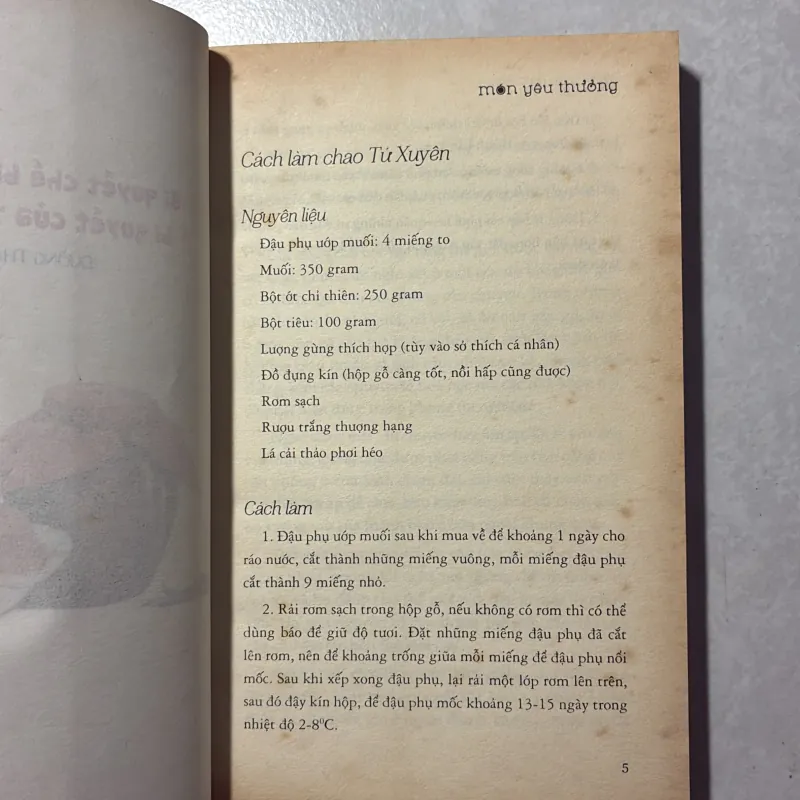 món yêu thưởng
Cách làm chao Tứ Xuyên
Nguyên liệu
Đậu phụ ướp muối: 4 miếng to
Muối: 350 gram
Bột ớt chỉ thiên: 250 gram
Bột tiêu: 100 gram
Lượng gừng thích hợp (tùy vào sở thích cá nhân)
Đồ đựng kín (hộp gỗ càng tốt, nồi hấp cũng được)
Rơm sạch
Rượu trắng thượng hạng
Lá cải thảo phơi héo
Cách làm
1. Đậu phụ ướp muối sau khi mua về để khoảng 1 ngày cho
ráo nước, cắt thành những miếng vuông, mỗi miếng đậu phụ
cắt thành 9 miếng nhỏ.
2. Rải rơm sạch trong hộp gỗ, nếu không có rơm thì có thể
dùng báo để giữ độ tươi. Đặt những miếng đậu phụ đã cắt
lên rơm, nên để khoảng trống giữa mỗi miếng để đậu phụ nổi
mốc. Sau khi xếp xong đậu phụ, lại rải một lớp rơm lên trên,
sau đó đậy kín hộp, để đậu phụ mốc khoảng 13-15 ngày trong
nhiệt độ 2-8⁰C.
5